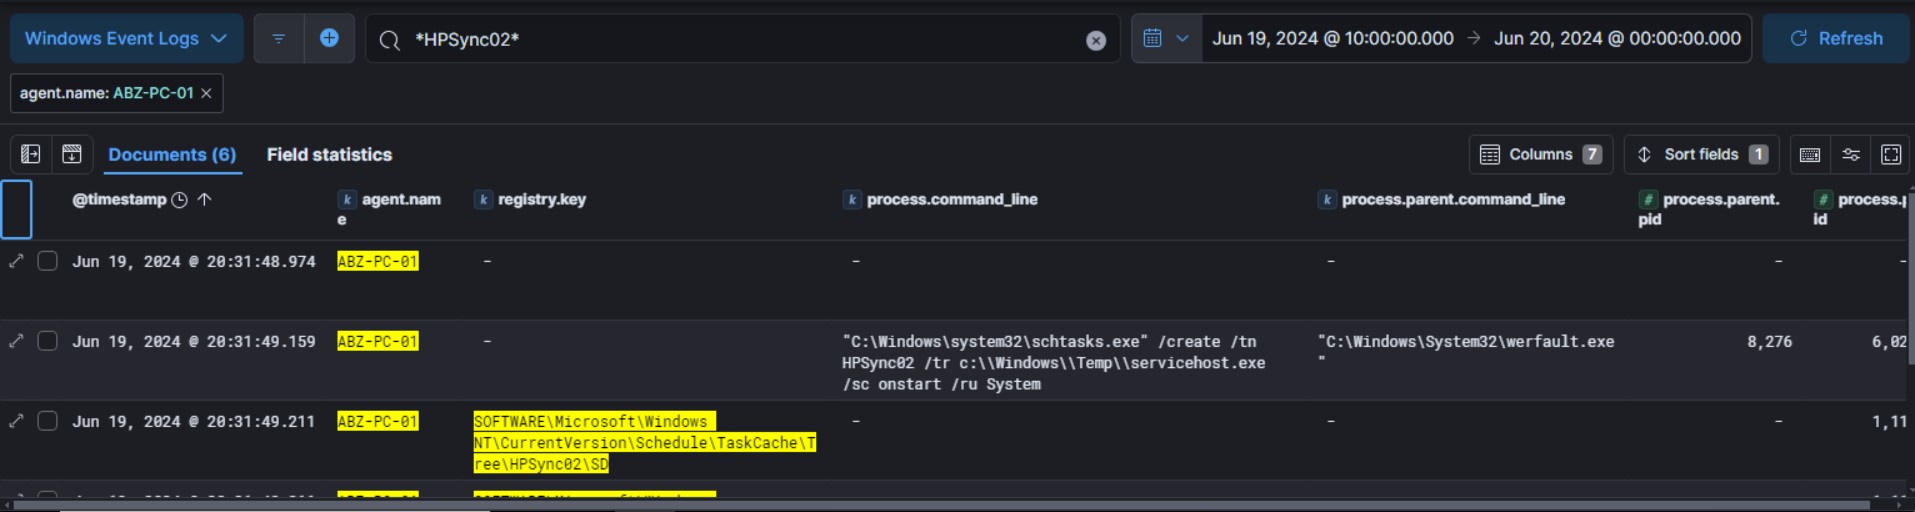 Windows Event Logs
*HPSync02*
Jun 19, 2024 @ 10:00:00.000 → Jun 20, 2024 @ 00:00:00.000
Refresh
agent.name: ABZ-PC-01 ×
Documents (6)
Field statistics
Columns 7
Sort fields 1
@timestamp ↑
k agent.nam
e
k registry.key
k process.command_line
k process.parent.command_line
# process.parent.
pid
# process.p
id
Jun 19, 2024 @ 20:31:48.974 ABZ-PC-01 - - - - -
Jun 19, 2024 @ 20:31:49.159 ABZ-PC-01 -
"C:\Windows\system32\schtasks.exe" /create /tn
HPSync02 /tr c:\\Windows\\Temp\\servicehost.exe
/sc onstart /ru System
"C:\Windows\System32\werfault.exe
"
8,276
6,02
Jun 19, 2024 @ 20:31:49.211 ABZ-PC-01
SOFTWARE\Microsoft\Windows
NT\CurrentVersion\Schedule\TaskCache\T
ree\HPSync02\SD
- - - 1,11